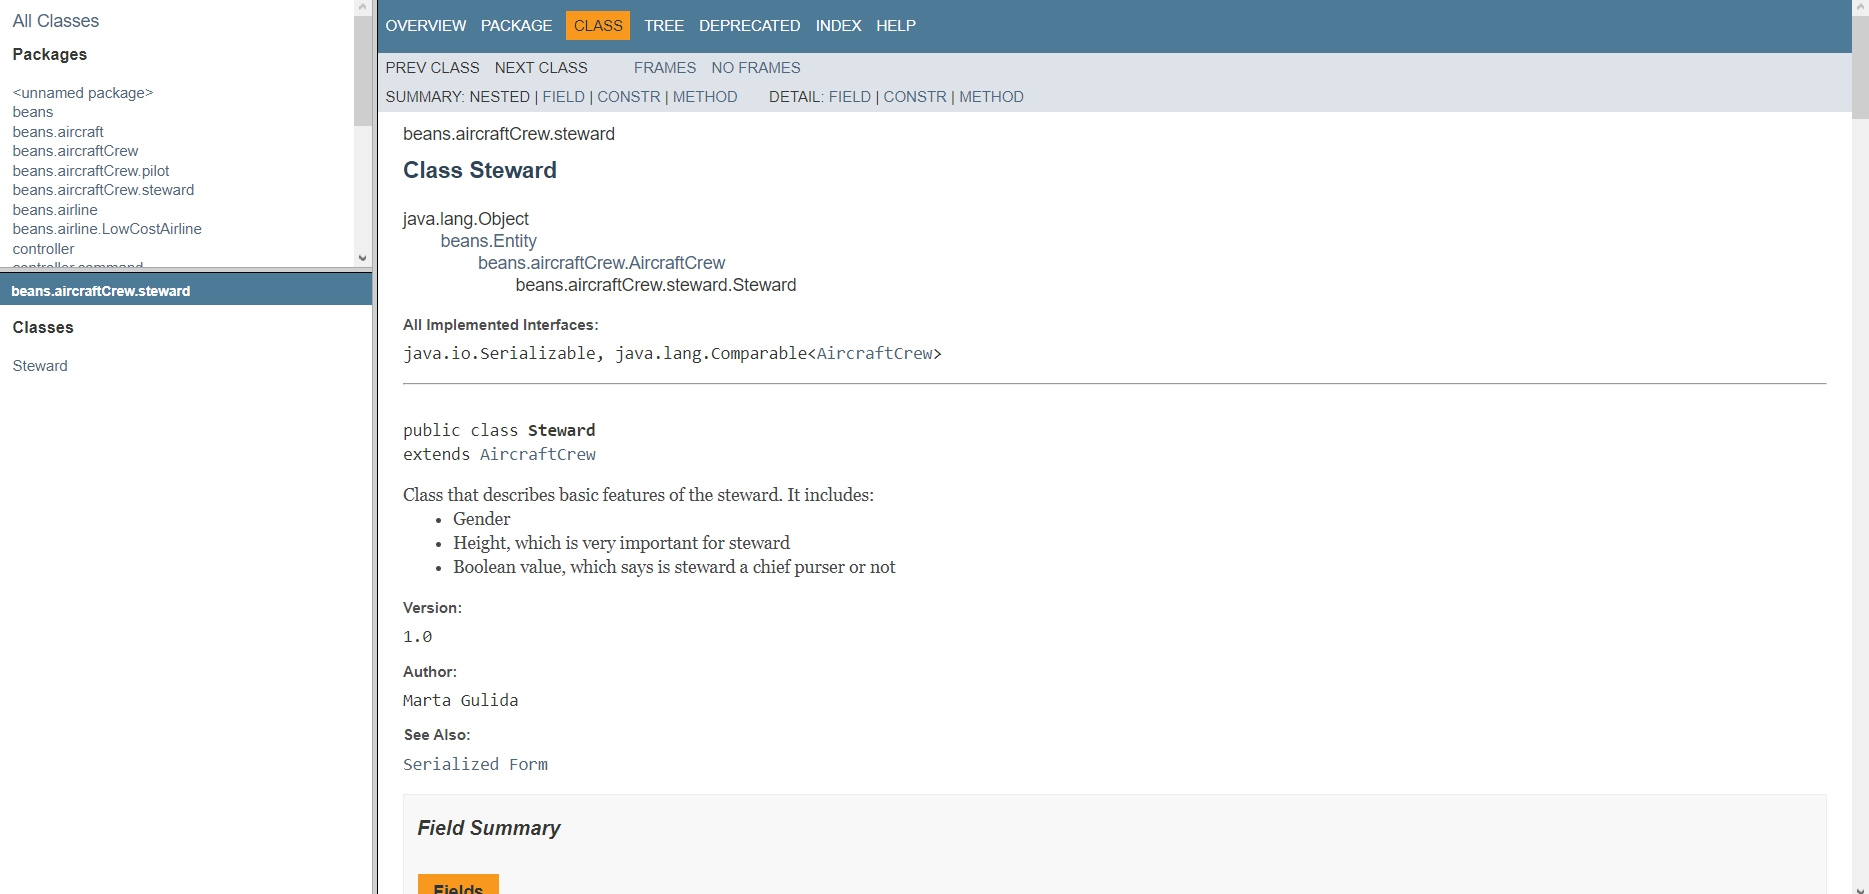 All Classes
Packages
<unnamed package>
beans
beans.aircraft
beans.aircraftCrew
beans.aircraftCrew.pilot
beans.aircraftCrew.steward
beans.airline
beans.airline.LowCostAirline
controller
controller.command
beans.aircraftCrew.steward
Classes
Steward
OVERVIEW PACKAGE CLASS TREE DEPRECATED INDEX HELP
PREV CLASS NEXT CLASS FRAMES NO FRAMES
SUMMARY: NESTED | FIELD | CONSTR | METHOD DETAIL: FIELD | CONSTR | METHOD
beans.aircraftCrew.steward
Class Steward
java.lang.Object
beans.Entity
beans.aircraftCrew.AircraftCrew
beans.aircraftCrew.steward.Steward
All Implemented Interfaces:
java.io.Serializable, java.lang.Comparable<AircraftCrew>
public class Steward
extends AircraftCrew
Class that describes basic features of the steward. It includes:
• Gender
• Height, which is very important for steward
• Boolean value, which says is steward a chief purser or not
Version:
1.0
Author:
Marta Gulida
See Also:
Serialized Form
Field Summary
Fields